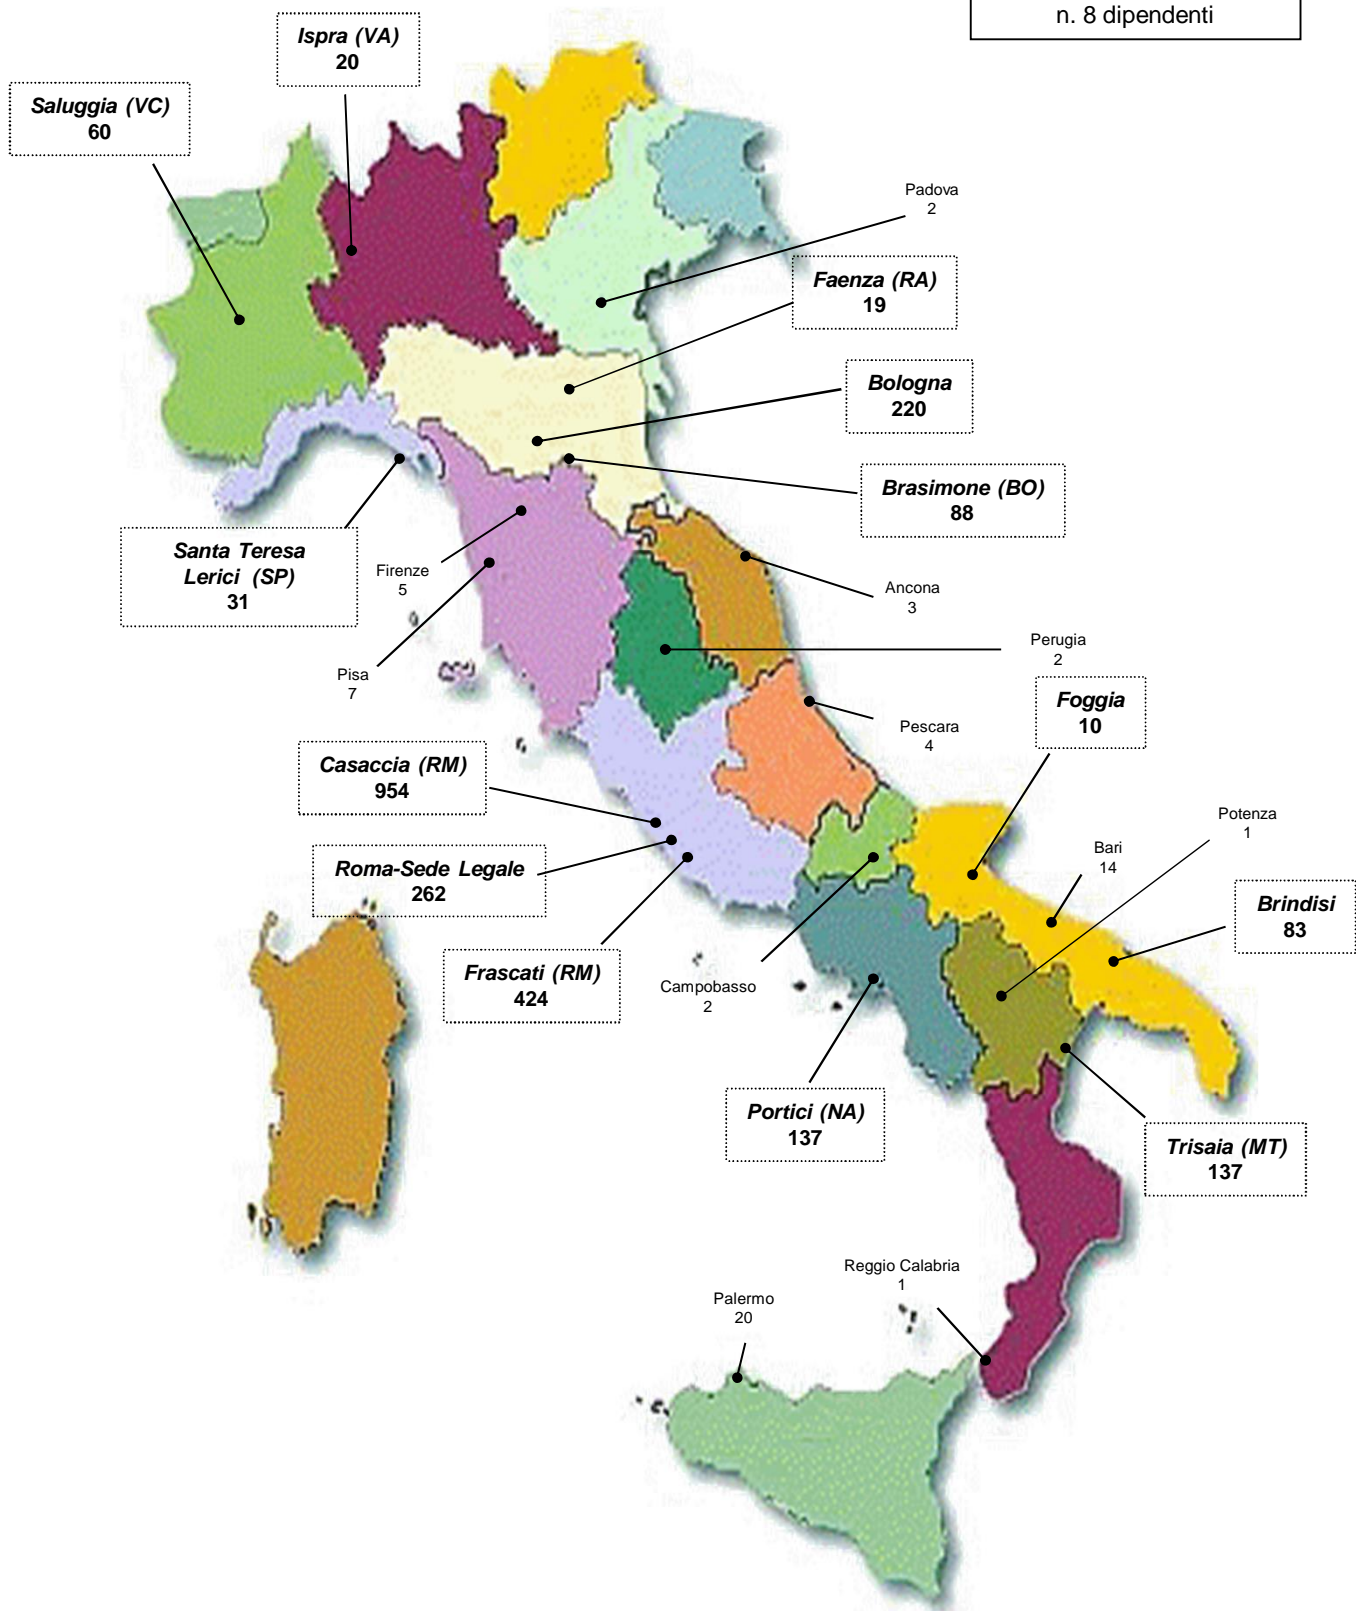 n. 8 dipendenti
Ispra (VA)
20
Saluggia (VC)
60
Padova
2
Faenza (RA)
19
Bologna
220
Brasimone (BO)
88
Santa Teresa
Lerici (SP)
31
Firenze
5
Ancona
3
Pisa
7
Perugia
2
Foggia
10
Pescara
4
Casaccia (RM)
954
Potenza
1
Bari
14
Roma-Sede Legale
262
Brindisi
83
Frascati (RM)
424
Campobasso
2
Portici (NA)
137
Trisaia (MT)
137
Reggio Calabria
1
Palermo
20